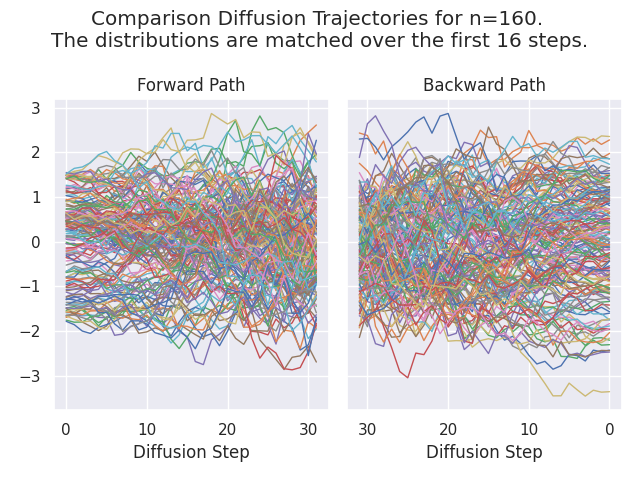 Comparison Diffusion Trajectories for n=160.
The distributions are matched over the first 16 steps.
Forward Path
Backward Path
3
2
1
0
−1
−2
−3
0 10 20 30
30 20 10 0
Diffusion Step
Diffusion Step